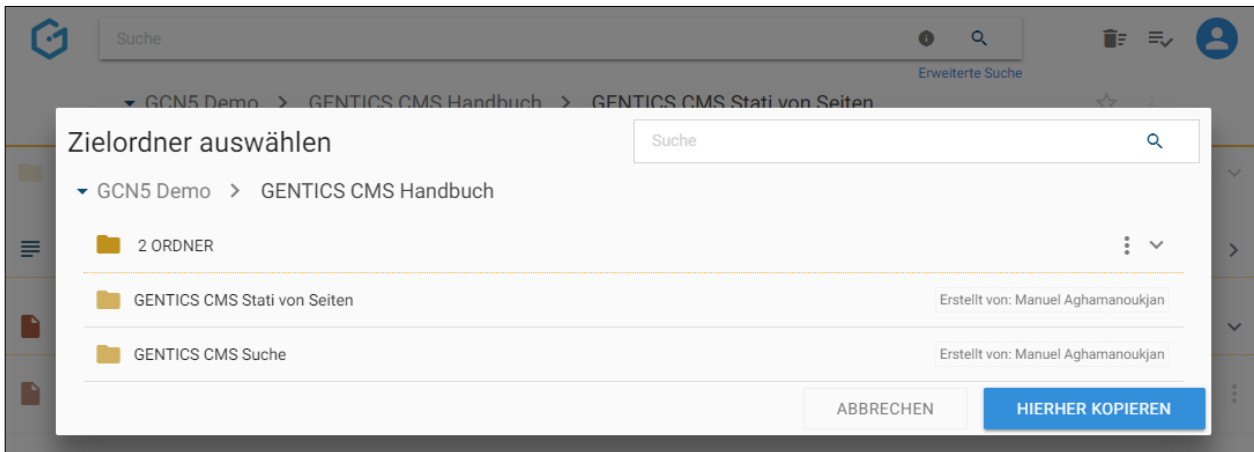 Suche
Erweiterte Suche
GCN5 Demo > GENTICS CMS Handbuch > GENTICS CMS Stati von Seiten
Zielordner auswählen
Suche
GCN5 Demo > GENTICS CMS Handbuch
2 ORDNER
GENTICS CMS Stati von Seiten Erstellt von: Manuel Aghamanoukjan
GENTICS CMS Suche Erstellt von: Manuel Aghamanoukjan
ABBRECHEN HIERHER KOPIEREN